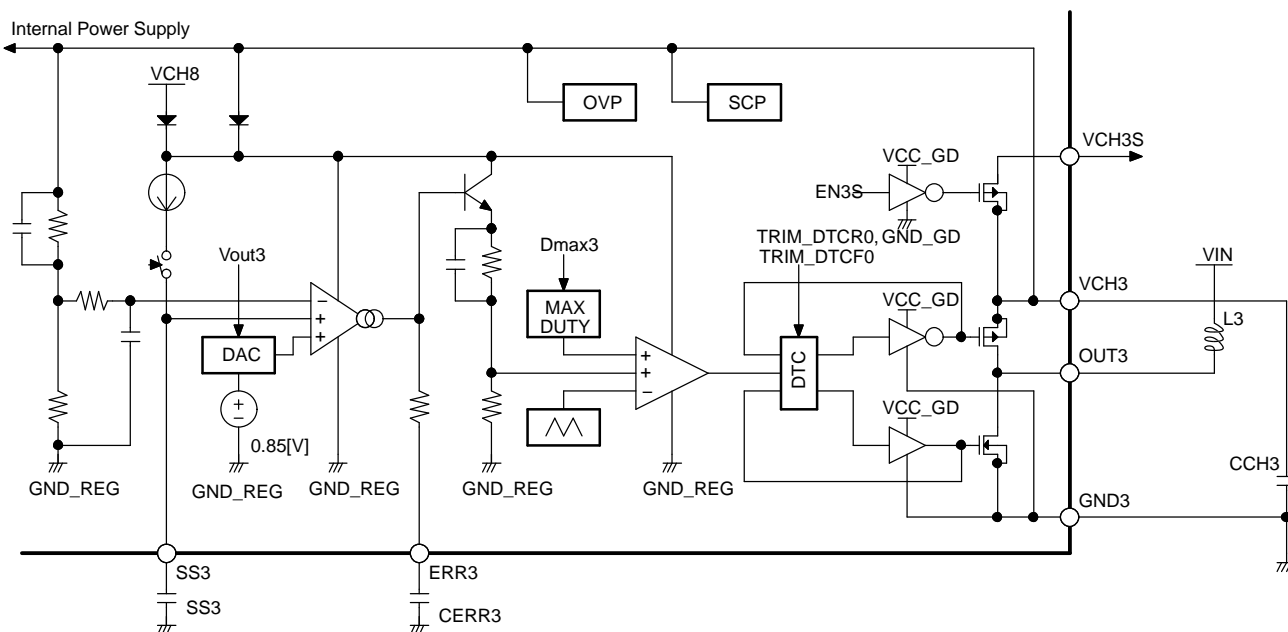 Internal Power Supply
VCH8
OVP
SCP
VCH3S
VCC_GD
EN3S
Vout3
Dmax3
TRIM_DTCR0, GND_GD
TRIM_DTCF0
VIN
VCH3
MAX
DUTY
VCC_GD
L3
DAC
DTC
OUT3
VCC_GD
0.85[V]
CCH3
GND_REG
GND_REG
GND_REG
GND_REG
GND3
SS3
ERR3
SS3
CERR3